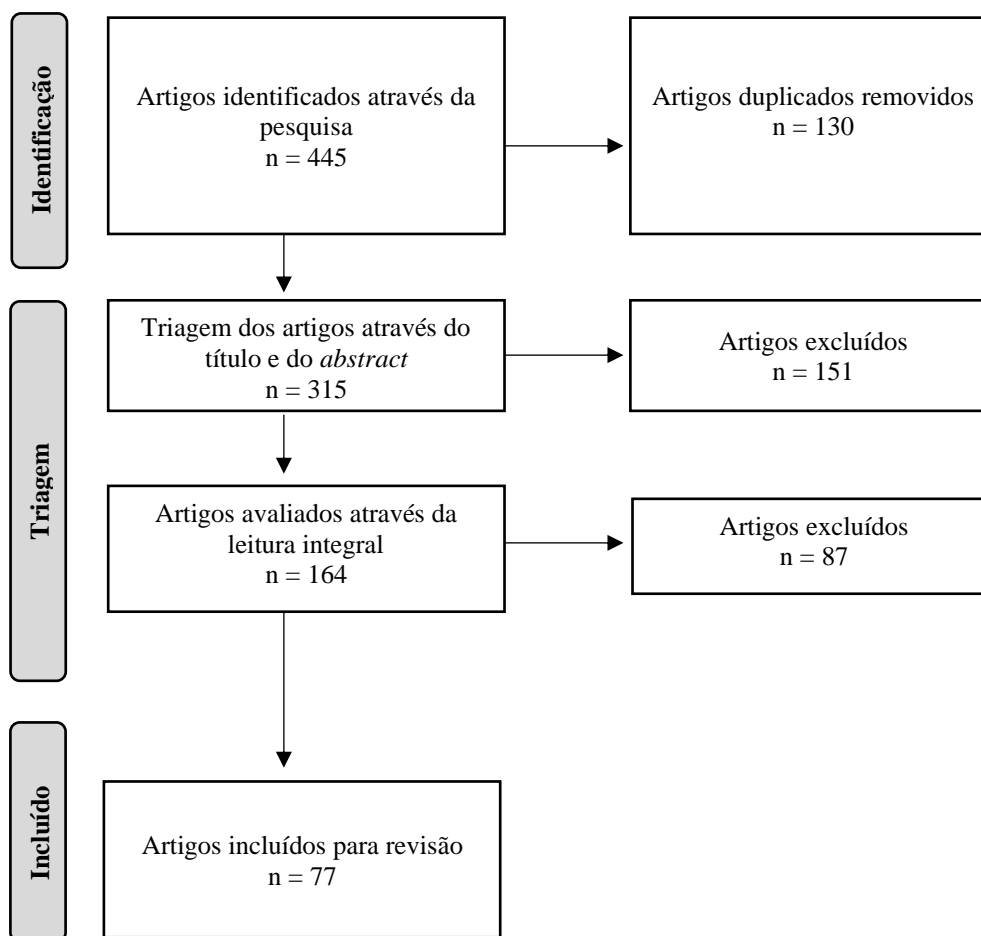 Identificação
Artigos identificados através da
pesquisa
n = 445
Artigos duplicados removidos
n = 130
Triagem
Triagem dos artigos através do
título e do abstract
n = 315
Artigos excluídos
n = 151
Artigos avaliados através da
leitura integral
n = 164
Artigos excluídos
n = 87
Incluído
Artigos incluídos para revisão
n = 77